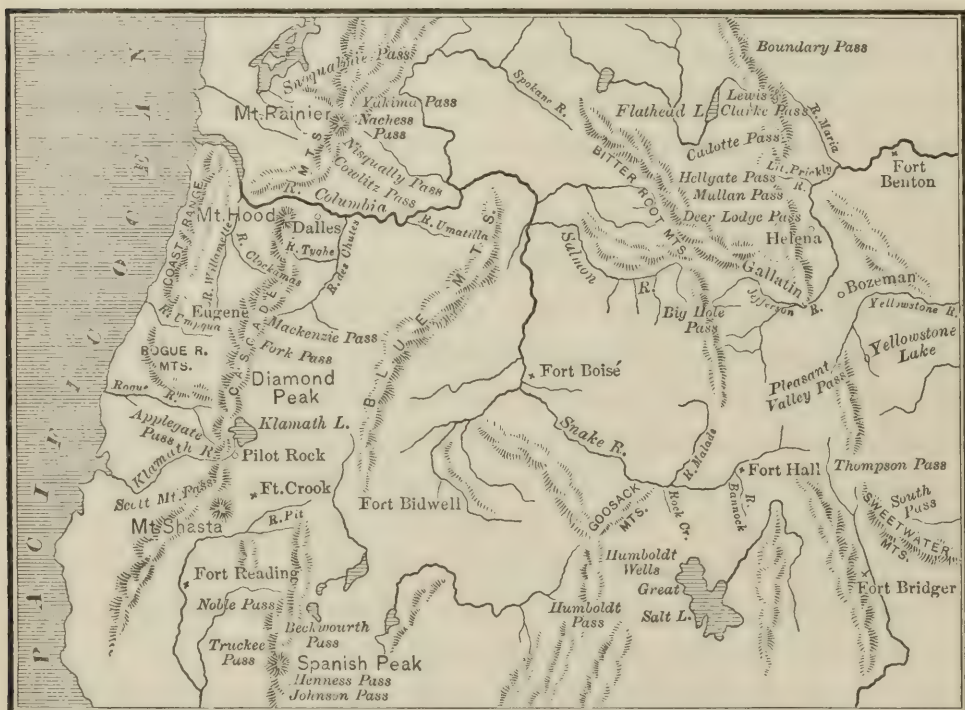 PACIFIC OCEAN
Snuqualmie Pass
Mt. Rainier
Yakima Pass
Nachess
Pass
Nisqually Pass
Cowlitz Pass
MTS.
R. Columbia
Spokane R.
Flathead L.
Boundary Pass
Lewis
Clarke Pass
R. Maria
Cadotte Pass
Lit. Prickly
R.
Fort
Benton
BITTER ROOT MTS.
Hellgate Pass
Mullan Pass
Deer Lodge Pass
Helena
Gallatin
Jefferson R.
Bozeman
Yellowstone R.
Yellowstone
Lake
COAST RANGE
Mt. Hood
Dalles
R. Tyghe
R. Willamette
R. Clockamas
R. des Chutes
R. Umatilla
Salmon
R.
Big Hole
Pass
Eugene
R. Umpqua
CASCADE
Mackenzie Pass
Fork Pass
BLUE MTS.
ROGUE R.
MTS.
Rogue
R.
Diamond
Peak
Fort Boisé
Pleasant
Valley Pass
Applegate
Pass
Klamath L.
Klamath R.
Pilot Rock
Snake R.
R. Malade
Fort Hall
Thompson Pass
Scott Mt. Pass
Ft. Crook
Fort Bidwell
GOOSACK
MTS.
Rock Cr.
R.
Bannock
South
Pass
SWEETWATER
MTS.
Mt. Shasta
R. Pit
Fort Reading
Humboldt
Wells
Great
Salt L.
Fort Bridger
Noble Pass
Beckwourth
Pass
Humboldt
Pass
Truckee
Pass
Spanish Peak
Henness Pass
Johnson Pass